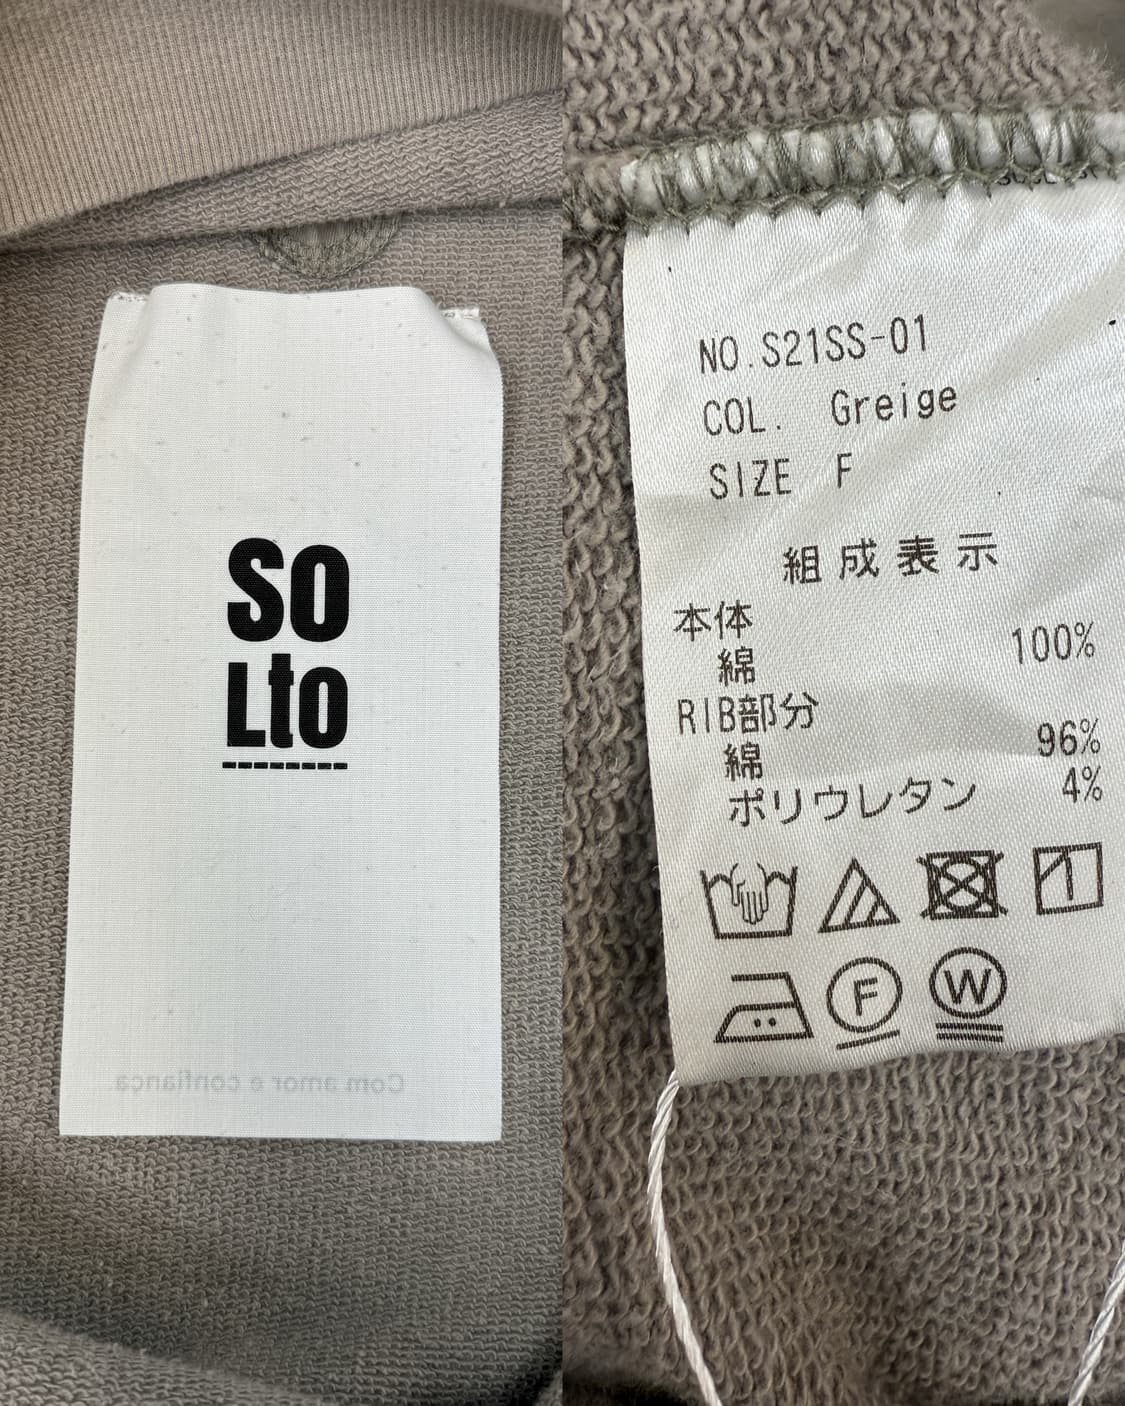 SO
Lto
Com amor e confiança
NO.S21SS-01
COL. Greige
SIZE F
組成表示
本体
綿 100%
RIB部分
綿 96%
ポリウレタン 4%
F
W